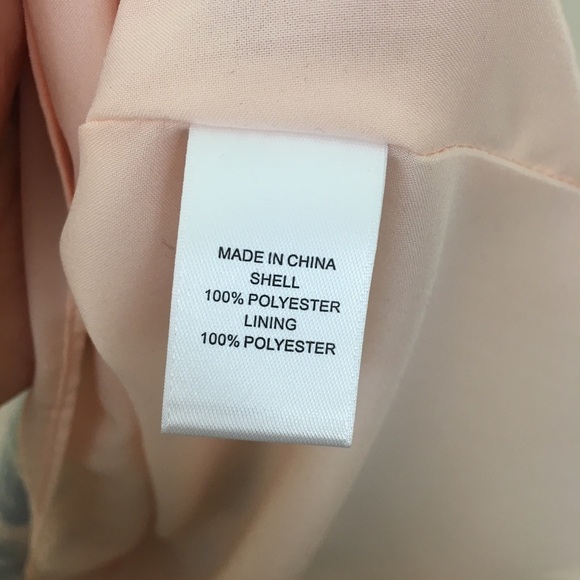 MADE IN CHINA
SHELL
100% POLYESTER
LINING
100% POLYESTER